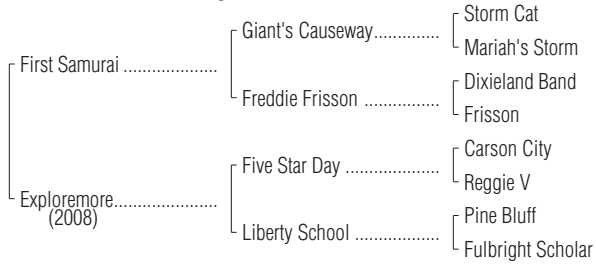 Storm Cat
Giant's Causeway..............
Mariah's Storm
First Samurai ....................
Dixieland Band
Freddie Frisson ................
Frisson
Carson City
Five Star Day ....................
Reggie V
Exploremore......................
(2008)
Pine Bluff
Liberty School ..................
Fulbright Scholar